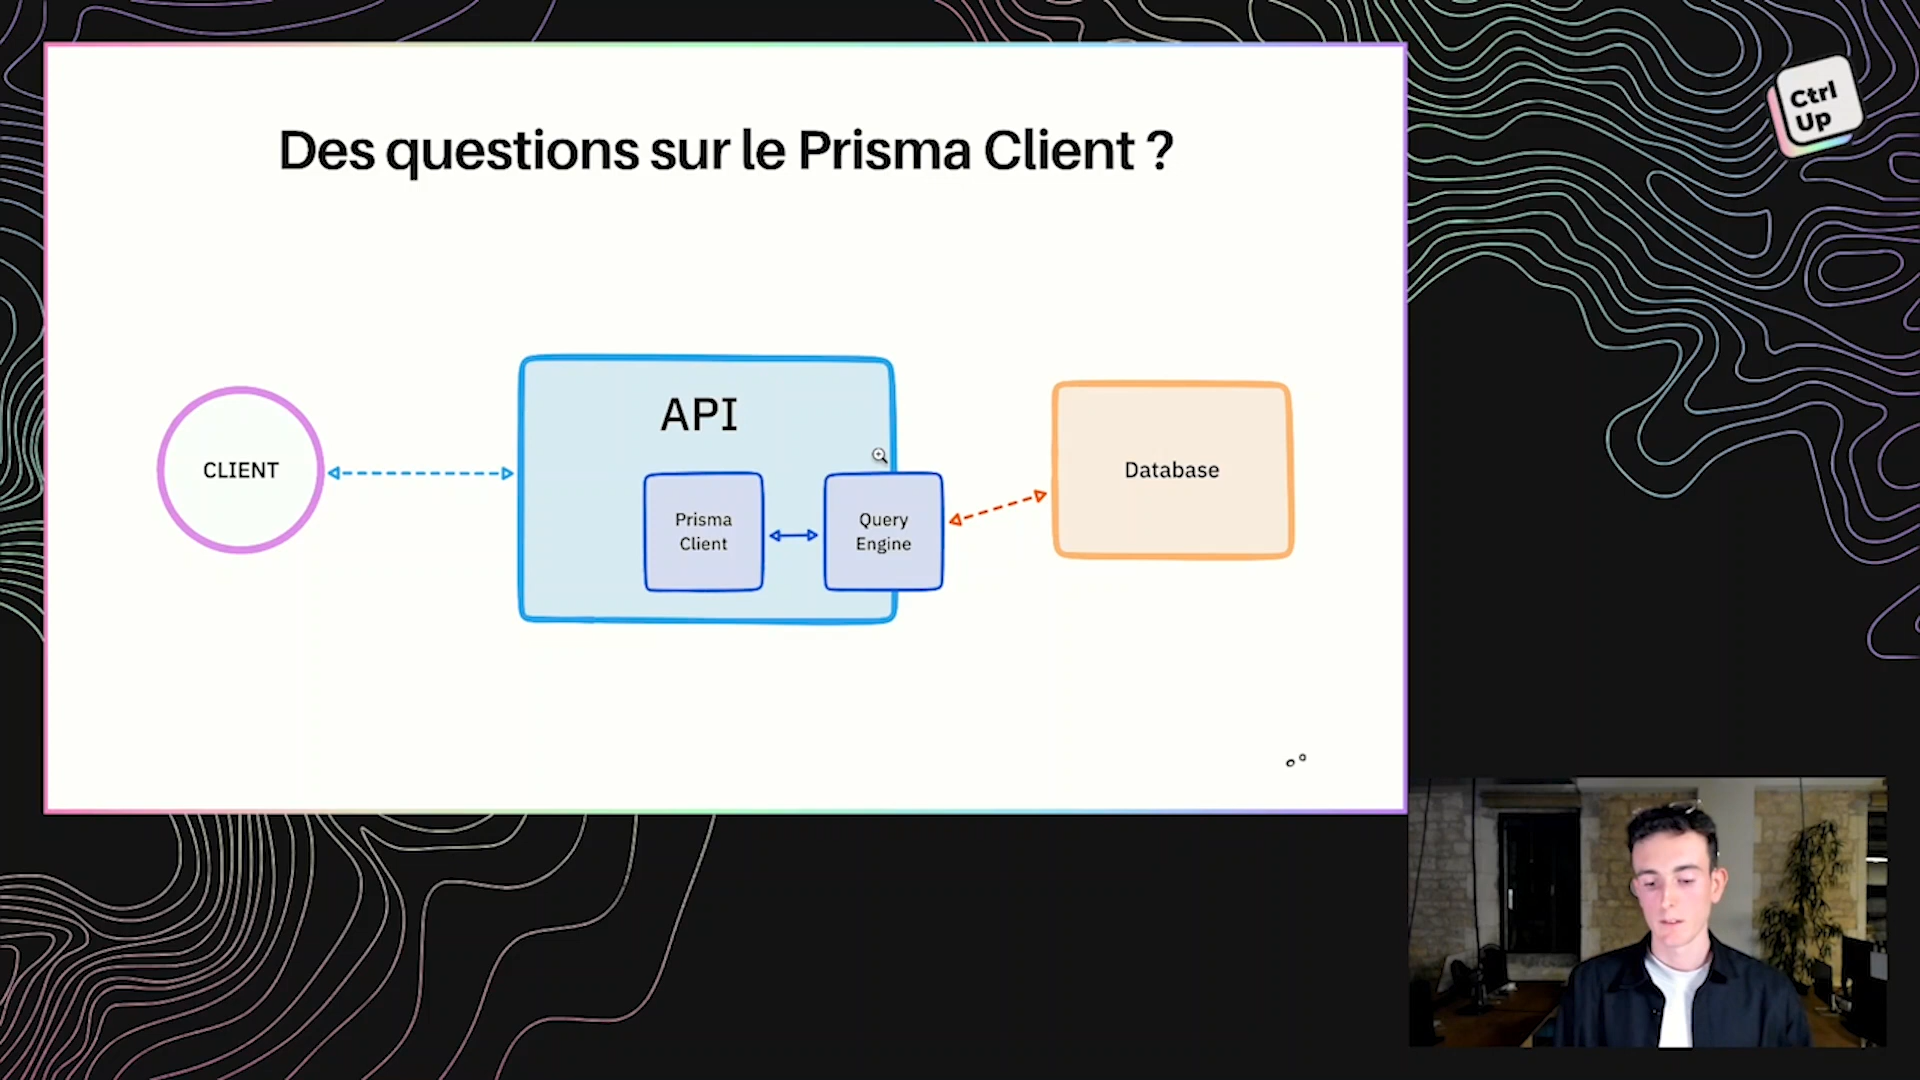 Des questions sur le Prisma Client ?
Ctrl
Up
CLIENT
API
Prisma
Client
Query
Engine
Database